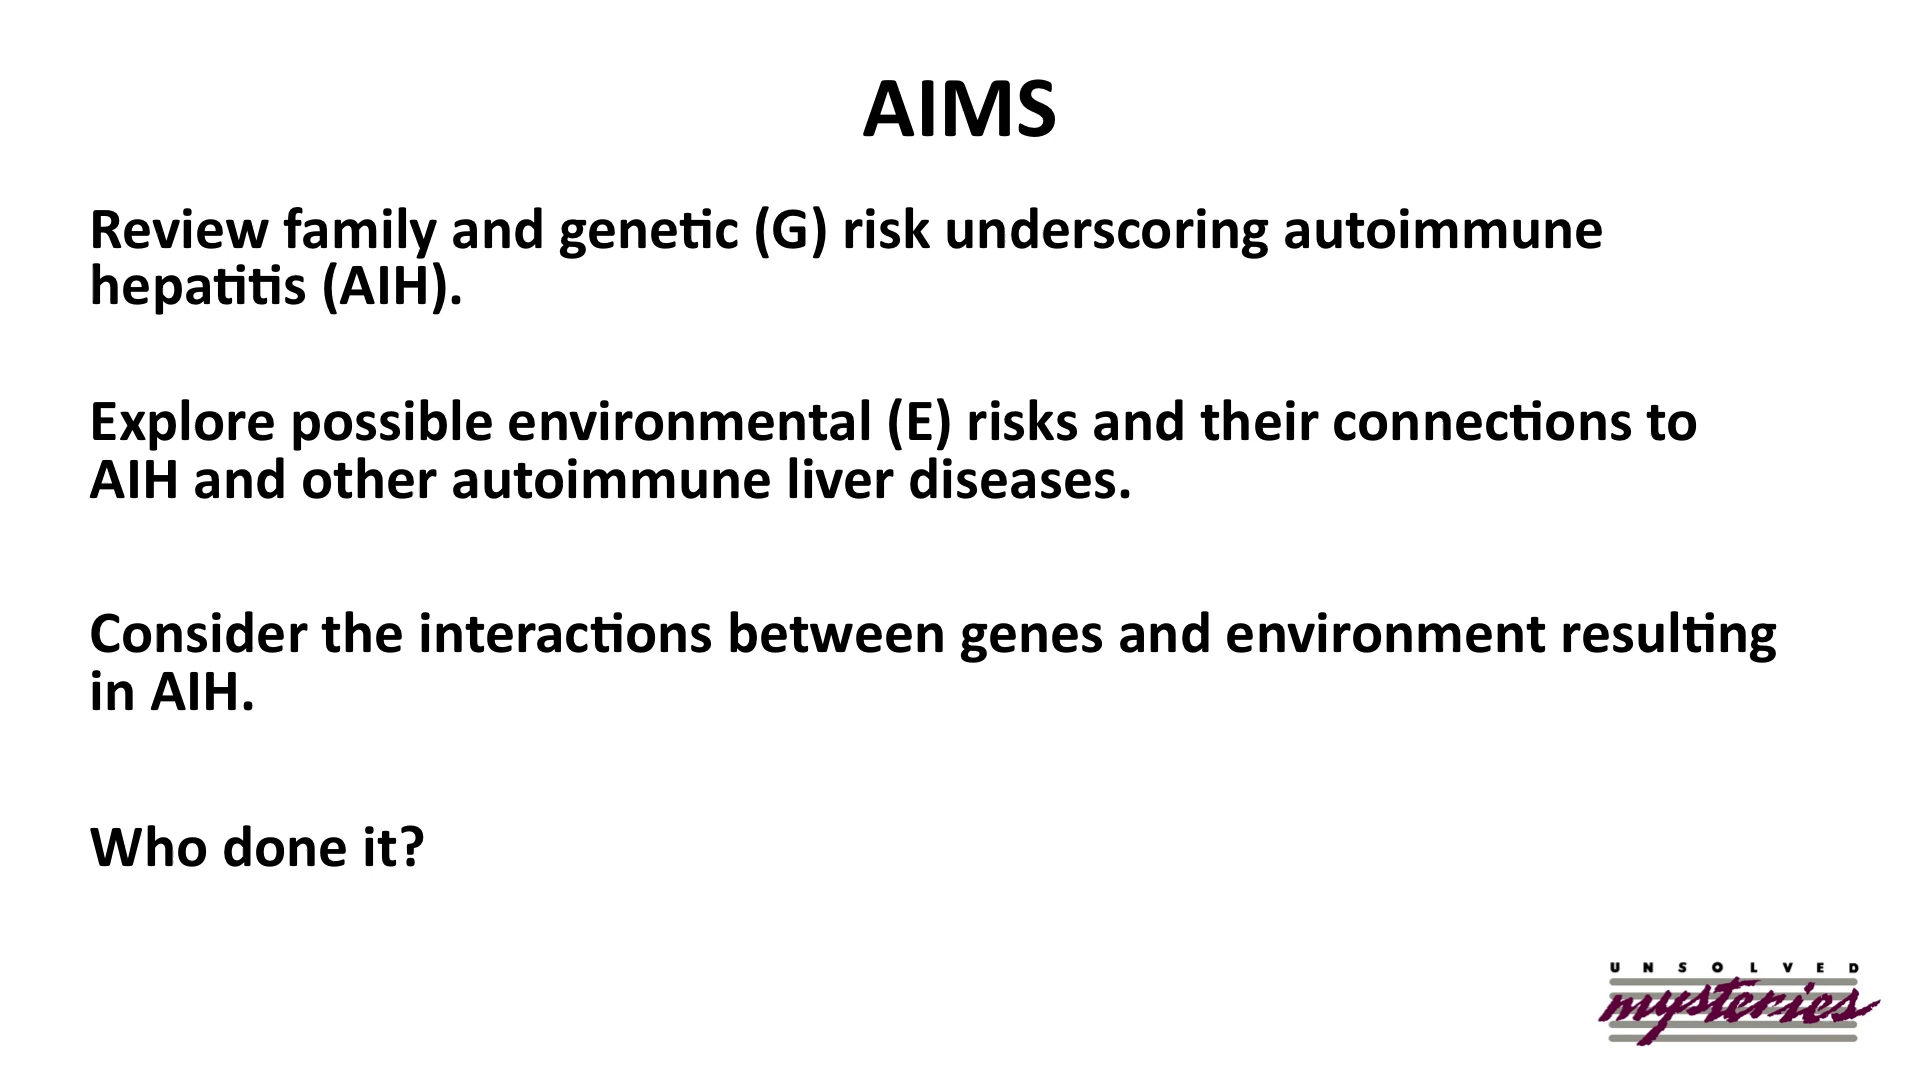 AIMS
Review family and genetic (G) risk underscoring autoimmune
hepatitis (AIH).
Explore possible environmental (E) risks and their connections to
AIH and other autoimmune liver diseases.
Consider the interactions between genes and environment resulting
in AIH.
Who done it?
UNSOLVED
mysteries